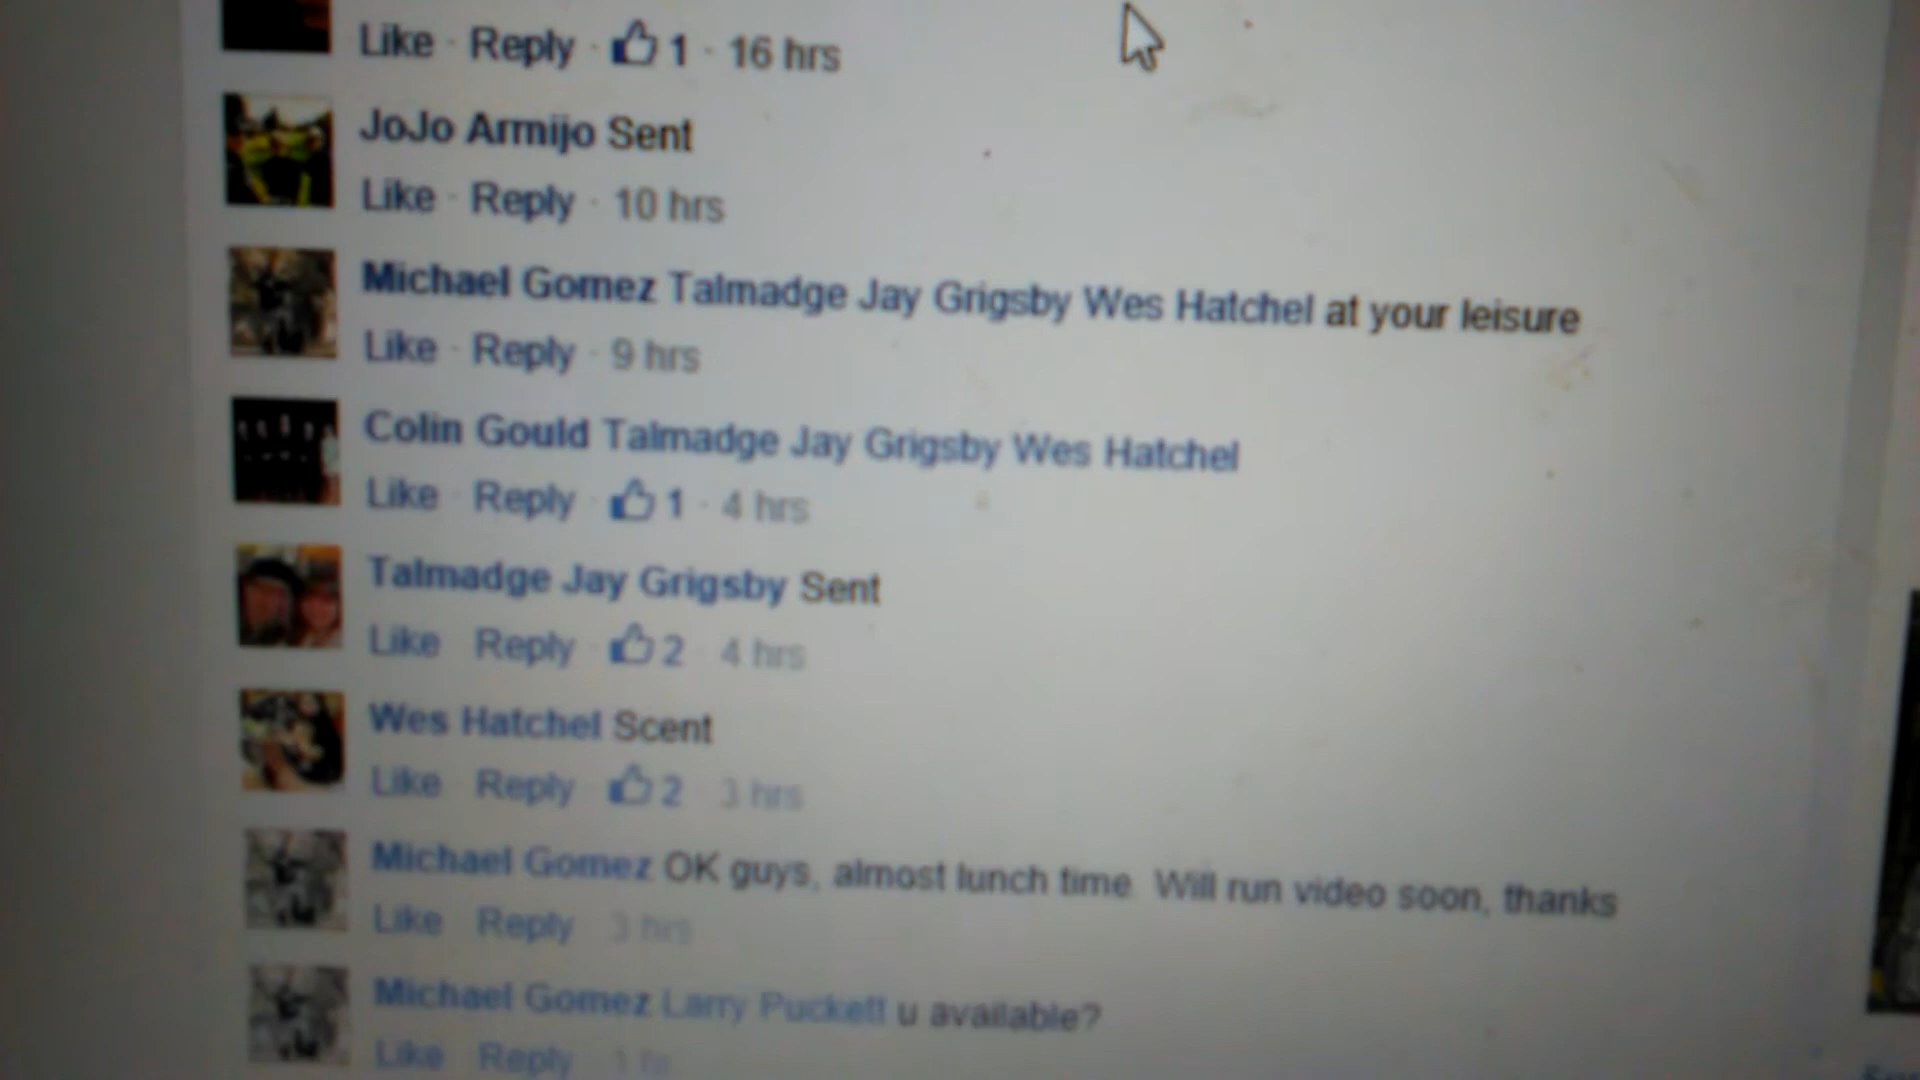 Like · Reply · 1 · 16 hrs
JoJo Armijo Sent
Like · Reply · 10 hrs
Michael Gomez Talmadge Jay Grigsby Wes Hatchel at your leisure
Like · Reply · 9 hrs
Colin Gould Talmadge Jay Grigsby Wes Hatchel
Like · Reply · 1 · 4 hrs
Talmadge Jay Grigsby Sent
Like · Reply · 2 · 4 hrs
Wes Hatchel Scent
Like · Reply · 2 · 3 hrs
Michael Gomez OK guys, almost lunch time. Will run video soon, thanks
Like · Reply · 3 hrs
Michael Gomez Larry Puckett u available?
Like · Reply · 1 hr